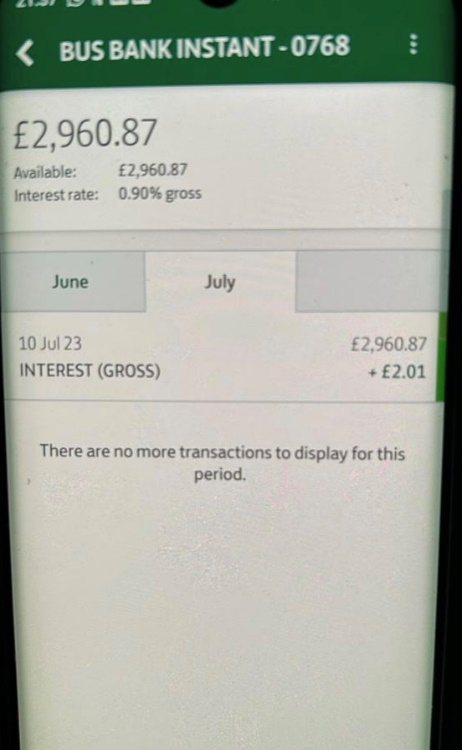 BUS BANK INSTANT - 0768
£2,960.87
Available: £2,960.87
Interest rate: 0.90% gross
June July
10 Jul 23 £2,960.87
INTEREST (GROSS) + £2.01
There are no more transactions to display for this
period.